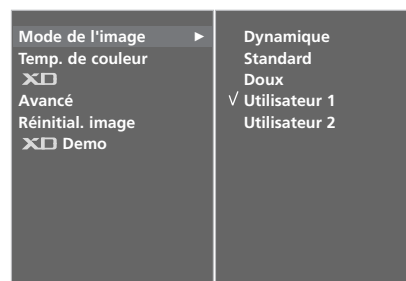 Mode de l'image ►
Temp. de couleur
XD
Avancé
Réinitial. image
XD Demo
Dynamique
Standard
Doux
√ Utilisateur 1
Utilisateur 2